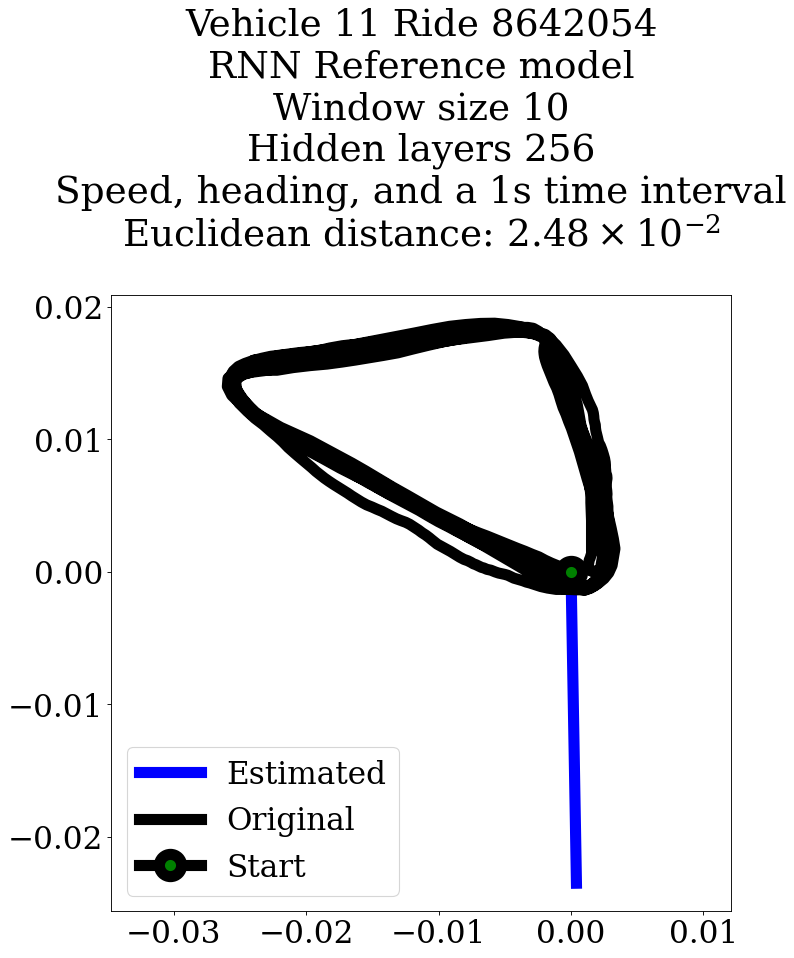 Vehicle 11 Ride 8642054
RNN Reference model
Window size 10
Hidden layers 256
Speed, heading, and a 1s time interval
Euclidean distance: 2.48 × 10⁻²
0.02
0.01
0.00
−0.01
−0.02
Estimated
Original
Start
−0.03 −0.02 −0.01 0.00 0.01